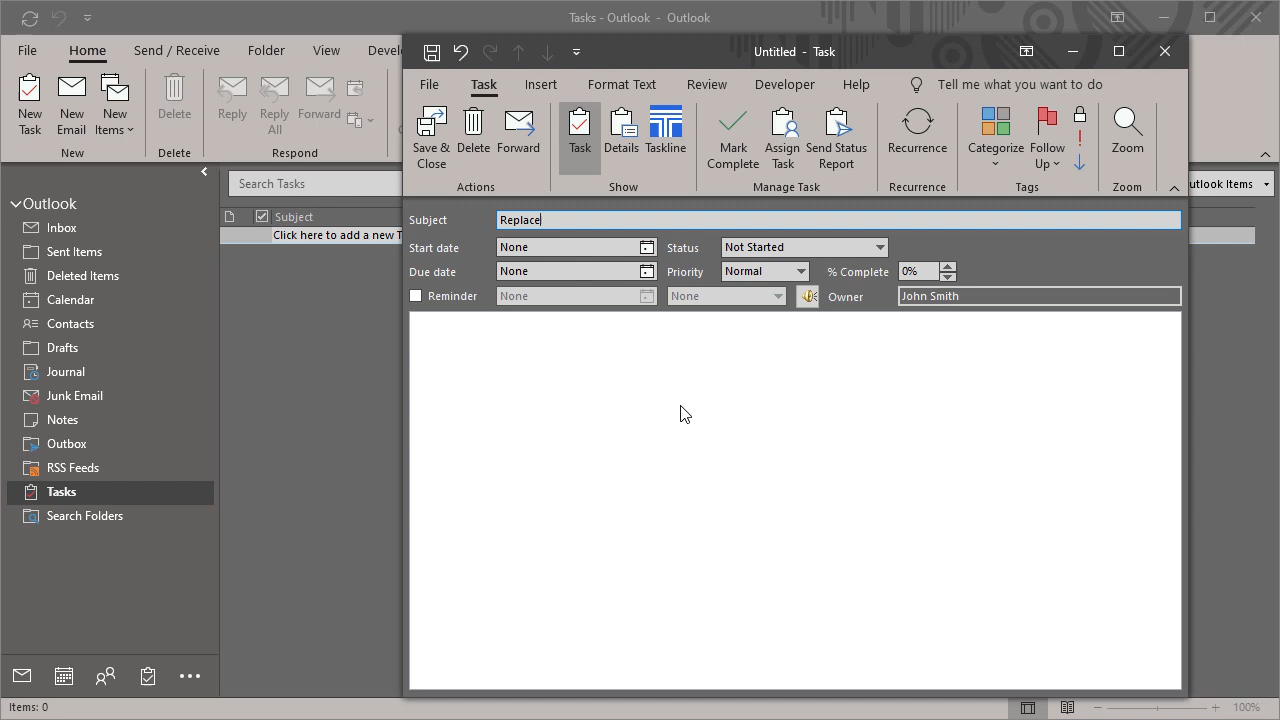 Tasks - Outlook - Outlook
File Home Send / Receive Folder View Develo
New Task
New Email
New Items
Delete
Reply
Reply All
Forward
New
Delete
Respond
Search Tasks
Outlook
Inbox
Sent Items
Deleted Items
Calendar
Contacts
Drafts
Journal
Junk Email
Notes
Outbox
RSS Feeds
Tasks
Search Folders
Subject
Click here to add a new T
utlook Items
Untitled - Task
File Task Insert Format Text Review Developer Help Tell me what you want to do
Save & Close
Delete
Forward
Task
Details
Taskline
Mark Complete
Assign Task
Send Status Report
Recurrence
Categorize
Follow Up
Zoom
Actions
Show
Manage Task
Recurrence
Tags
Zoom
Subject Replace
Start date None Status Not Started
Due date None Priority Normal % Complete 0%
Reminder None None Owner John Smith
Items: 0
100%